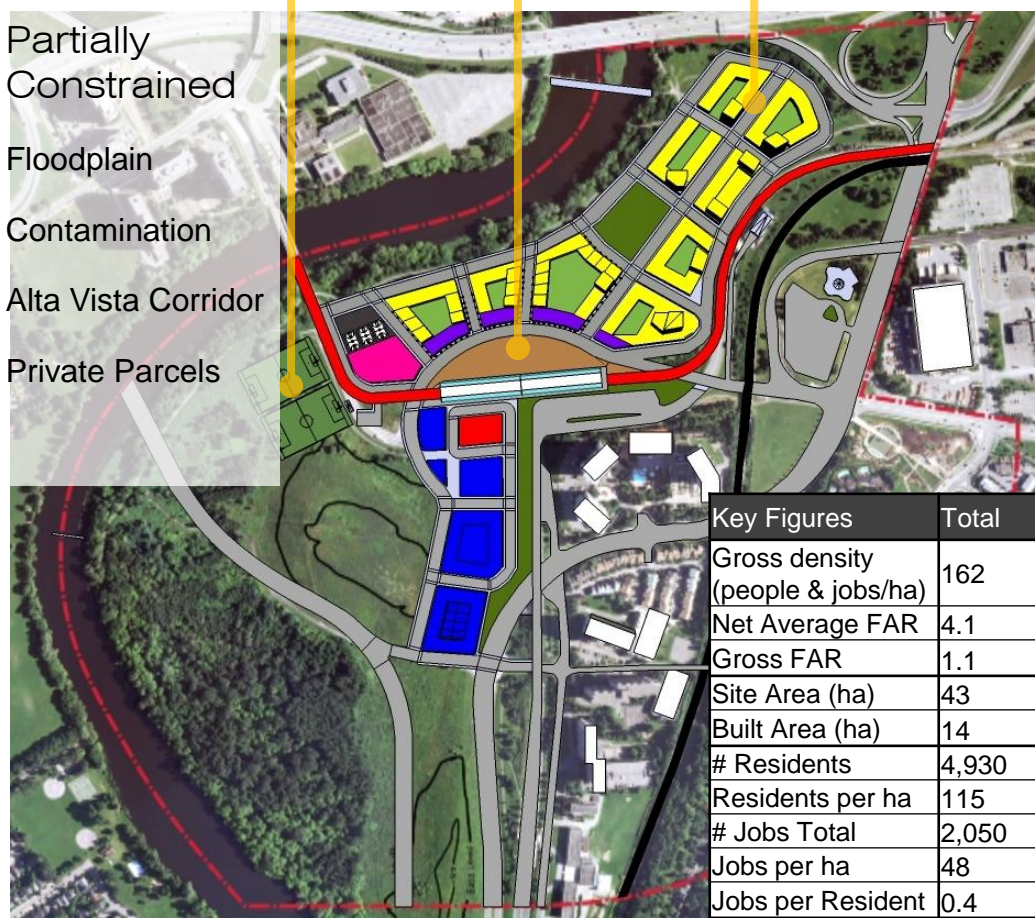 Partially
Constrained
Floodplain
Contamination
Alta Vista Corridor
Private Parcels
Key Figures Total
Gross density
(people & jobs/ha) 162
Net Average FAR 4.1
Gross FAR 1.1
Site Area (ha) 43
Built Area (ha) 14
# Residents 4,930
Residents per ha 115
# Jobs Total 2,050
Jobs per ha 48
Jobs per Resident 0.4